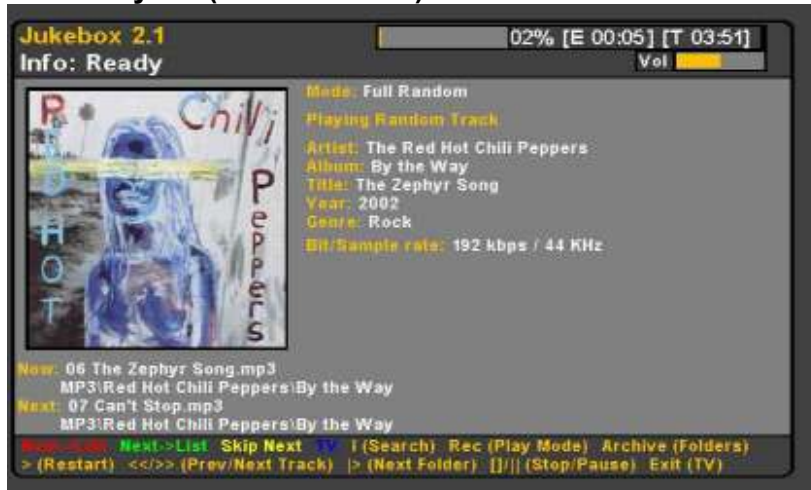 Jukebox 2.1
02% [E 00:05] [T 03:51]
Info: Ready
Vol
RED HOT
Chili
Peppers
Mode: Full Random
Playing Random Track
Artist: The Red Hot Chili Peppers
Album: By the Way
Title: The Zephyr Song
Year: 2002
Genre: Rock
Bit/Sample rate: 192 kbps / 44 KHz
Now: 06 The Zephyr Song.mp3
MP3\Red Hot Chili Peppers\By the Way
Next: 07 Can't Stop.mp3
MP3\Red Hot Chili Peppers\By the Way
Next->List Skip Next TV i (Search) Rec (Play Mode) Archive (Folders)
> (Restart) <</>> (Prev/Next Track) |> (Next Folder) []/|| (Stop/Pause) Exit (TV)